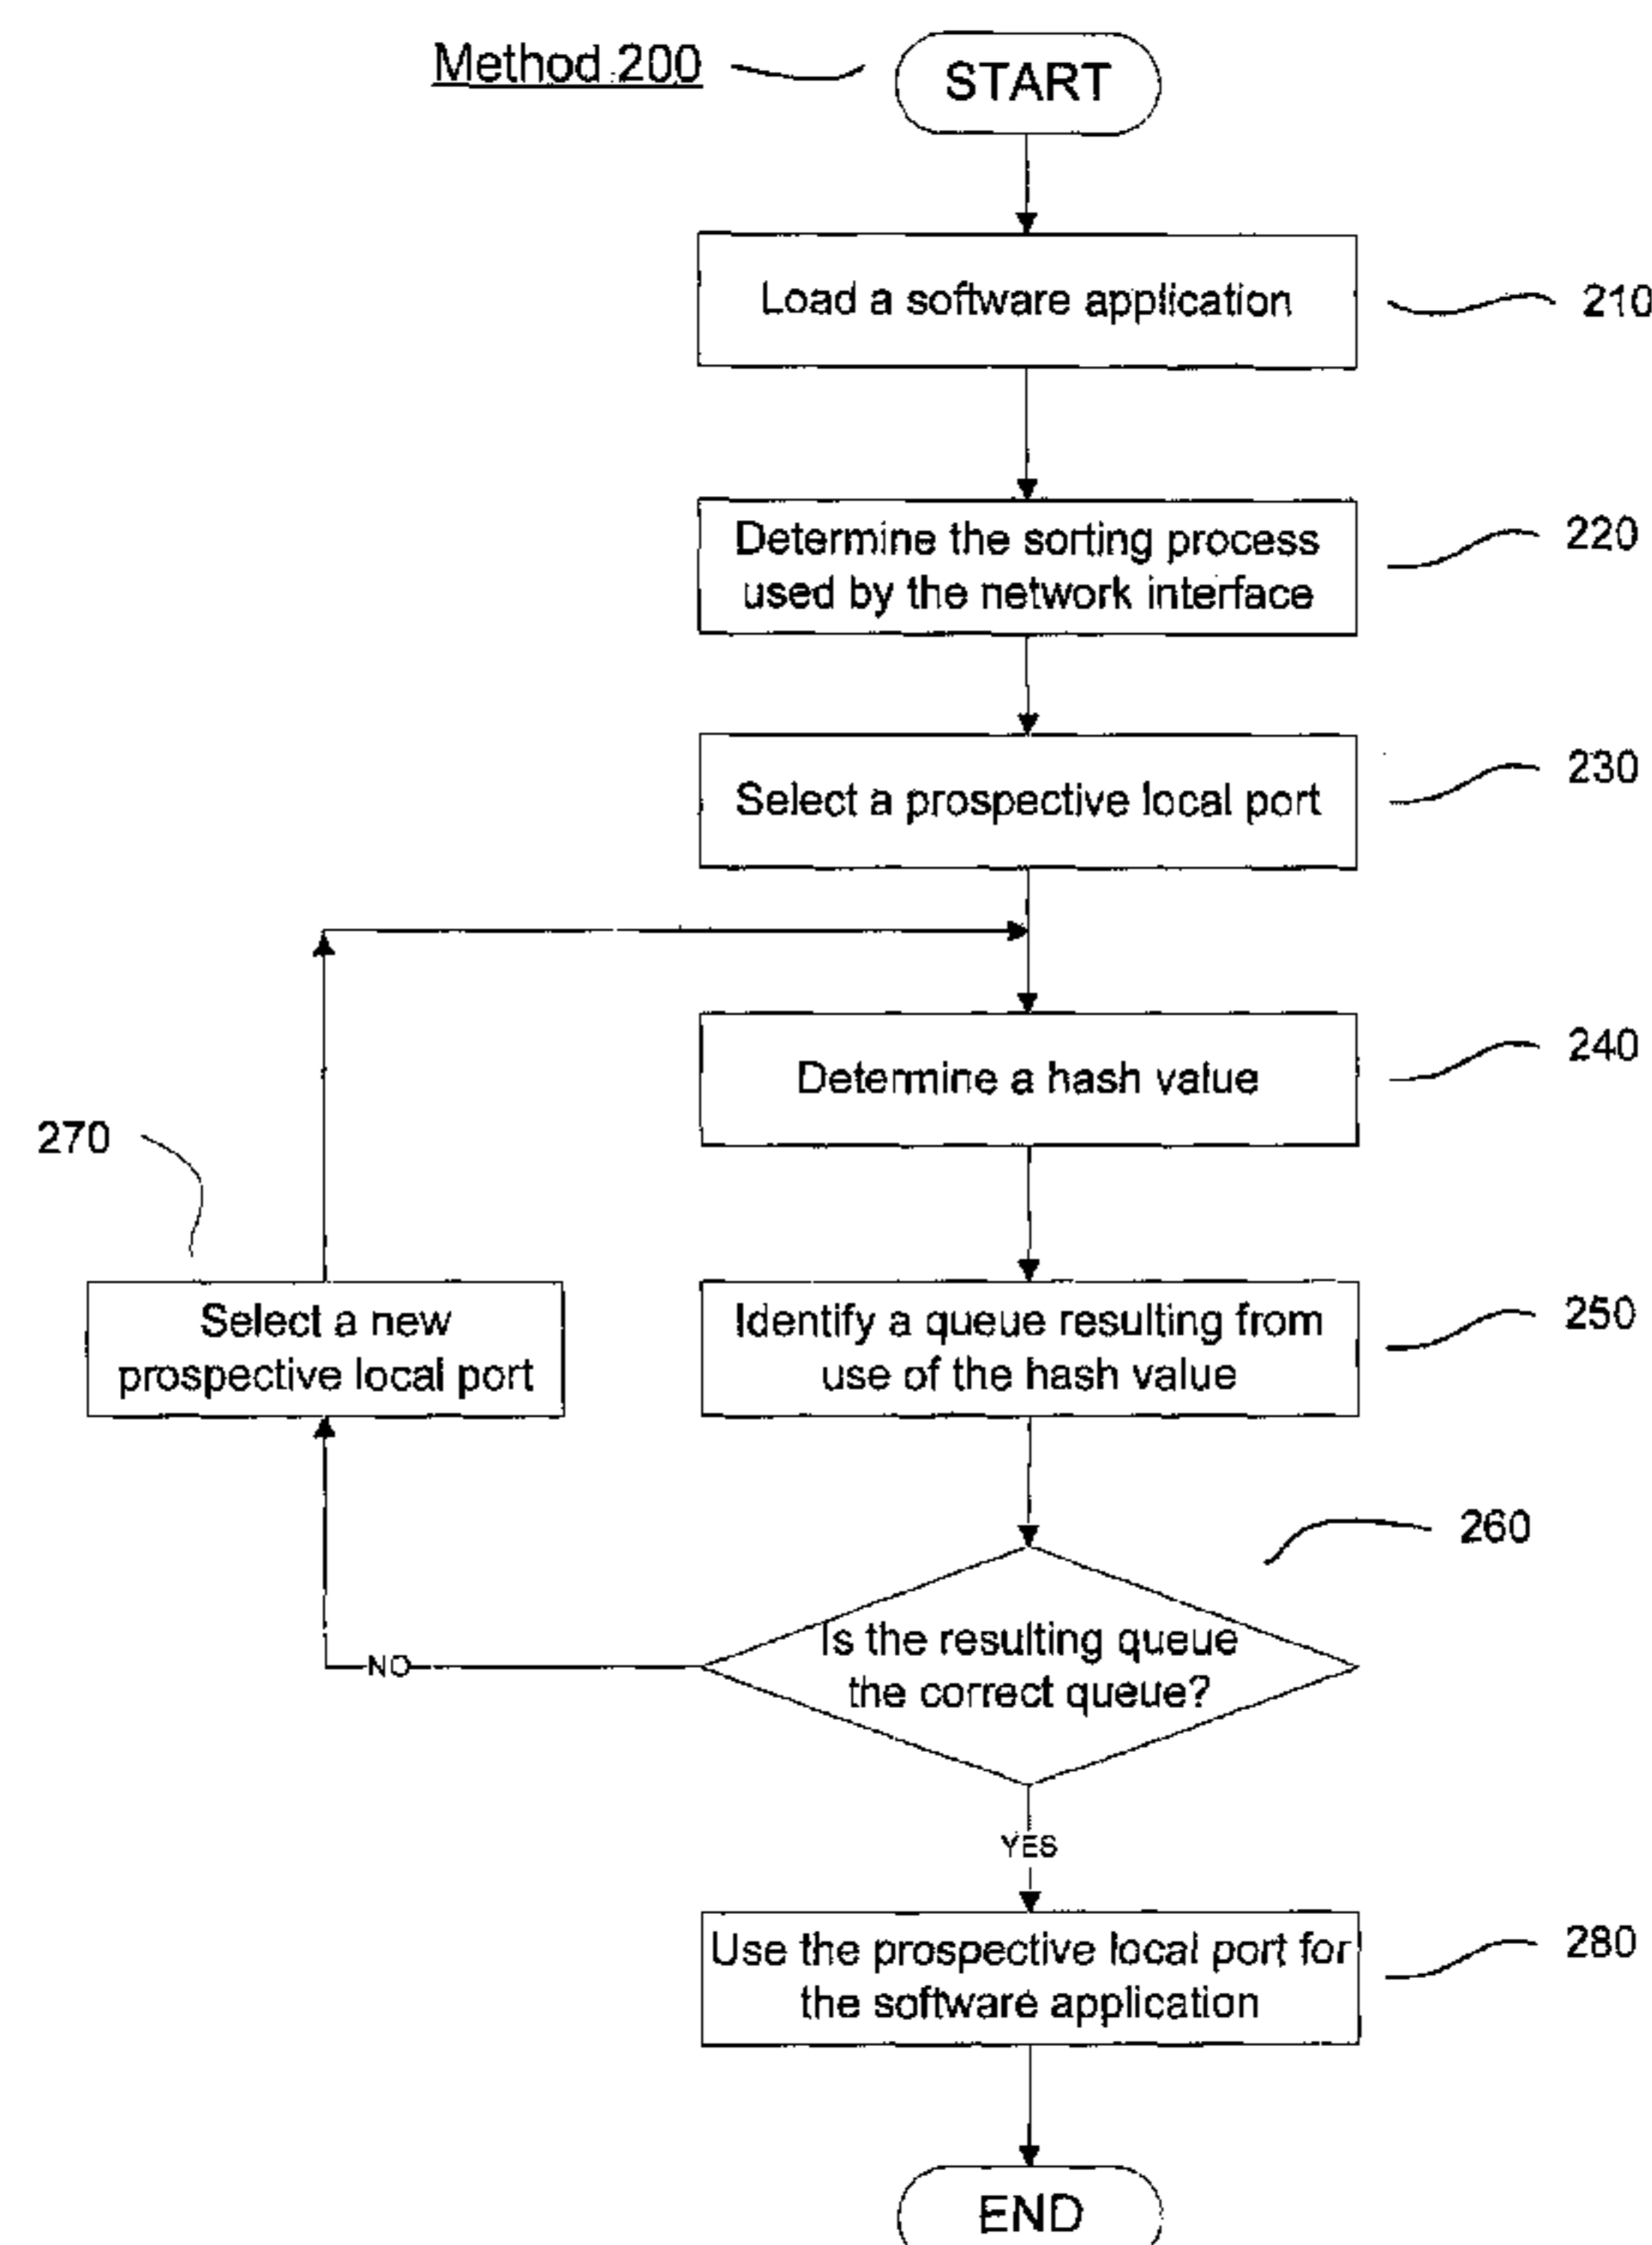 Method 200
START
Load a software application
210
Determine the sorting process
used by the network interface
220
Select a prospective local port
230
Determine a hash value
240
270
Select a new
prospective local port
Identify a queue resulting from
use of the hash value
250
260
Is the resulting queue
the correct queue?
NO
YES
Use the prospective local port for
the software application
280
END